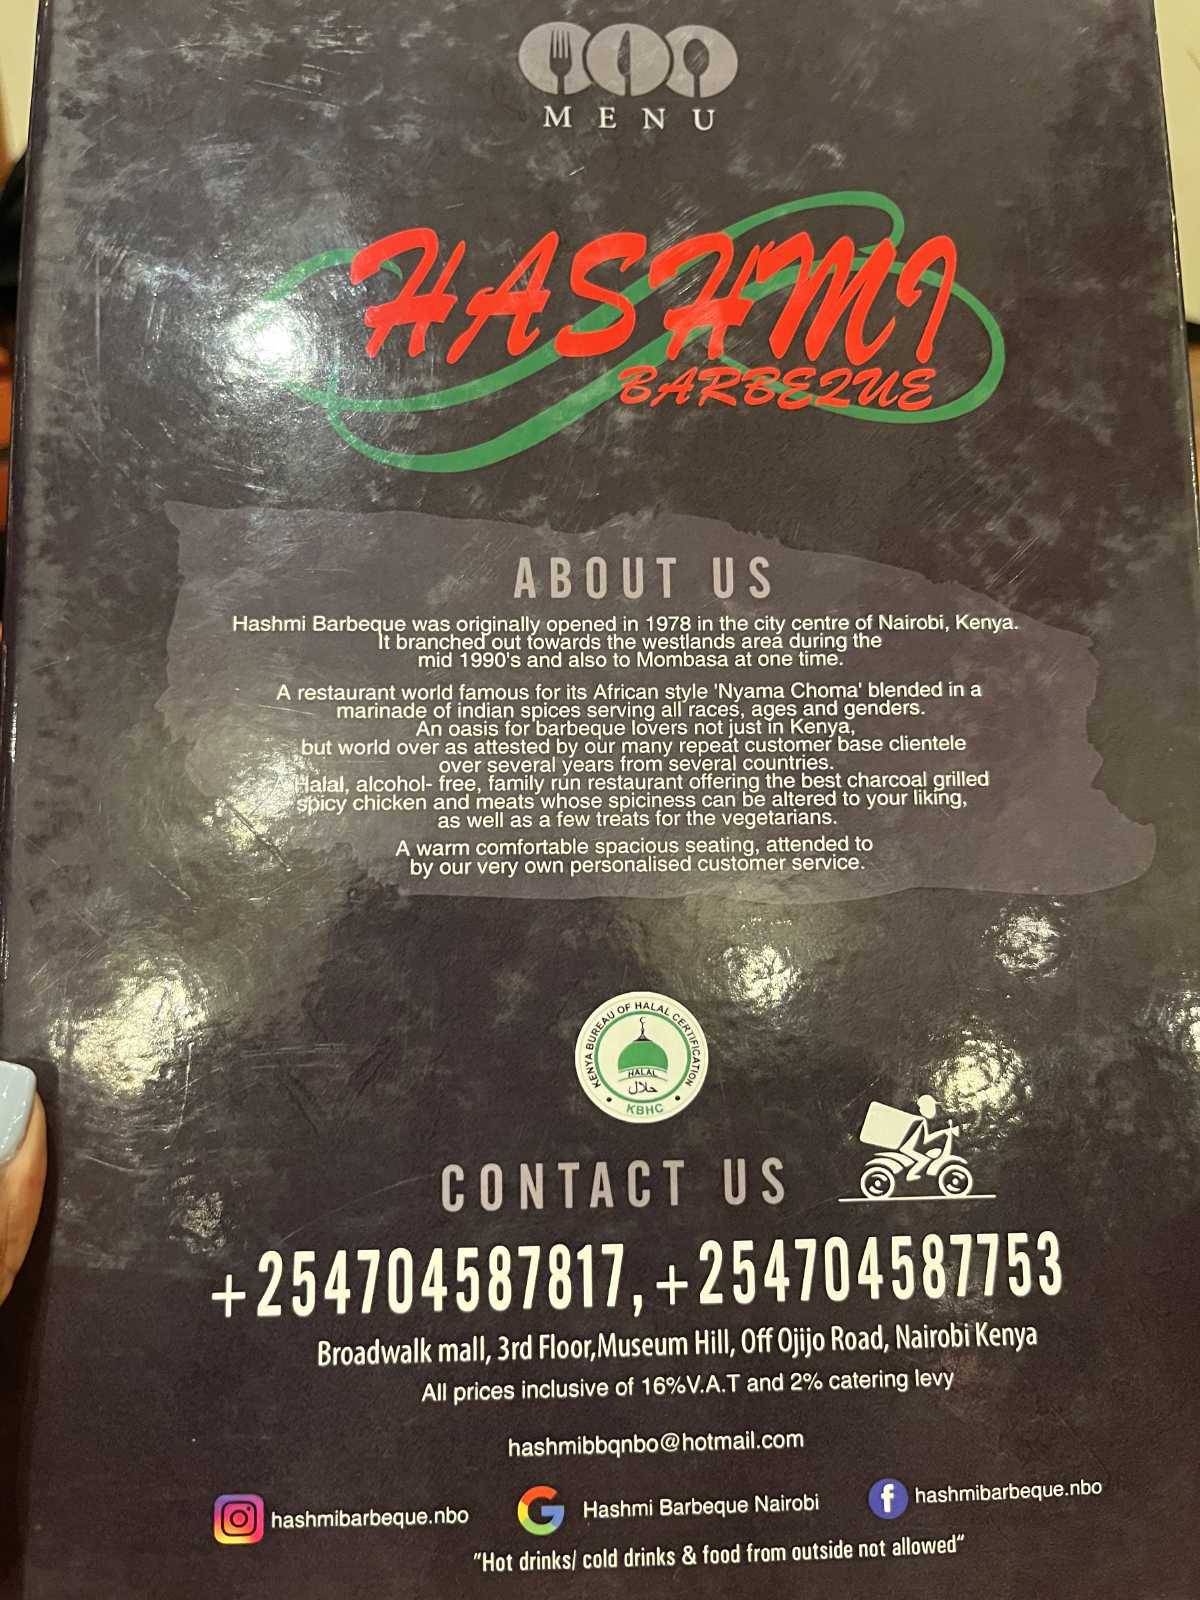 MENU
HASHMI
BARBEQUE
ABOUT US
Hashmi Barbeque was originally opened in 1978 in the city centre of Nairobi, Kenya.
It branched out towards the westlands area during the
mid 1990's and also to Mombasa at one time.
A restaurant world famous for its African style 'Nyama Choma' blended in a
marinade of indian spices serving all races, ages and genders.
An oasis for barbeque lovers not just in Kenya,
but world over as attested by our many repeat customer base clientele
over several years from several countries.
Halal, alcohol- free, family run restaurant offering the best charcoal grilled
spicy chicken and meats whose spiciness can be altered to your liking,
as well as a few treats for the vegetarians.
A warm comfortable spacious seating, attended to
by our very own personalised customer service.
KENYA BUREAU OF HALAL CERTIFICATION
HALAL
حلال
KBHC
CONTACT US
+254704587817, +254704587753
Broadwalk mall, 3rd Floor,Museum Hill, Off Ojijo Road, Nairobi Kenya
All prices inclusive of 16%V.A.T and 2% catering levy
hashmibbqnbo@hotmail.com
hashmibarbeque.nbo
G Hashmi Barbeque Nairobi
f hashmibarbeque.nbo
"Hot drinks/ cold drinks & food from outside not allowed"